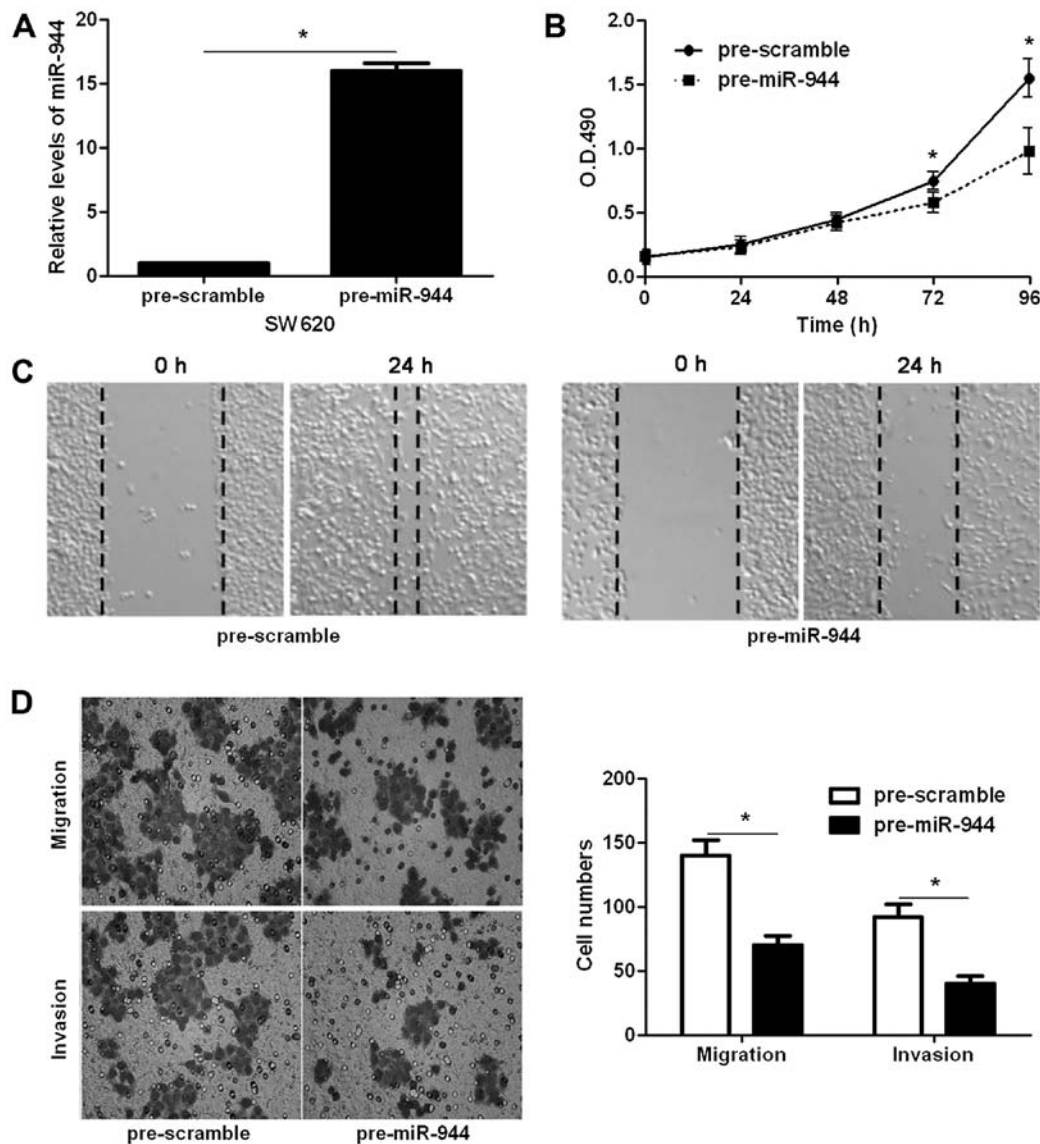 A
Relative levels of miR-944
20
15
10
5
0
*
pre-scramble
pre-miR-944
SW620
B
O.D.490
2.0
1.5
1.0
0.5
0.0
pre-scramble
pre-miR-944
*
*
0
24
48
72
96
Time (h)
C
0 h
24 h
0 h
24 h
pre-scramble
pre-miR-944
D
Migration
Invasion
pre-scramble
pre-miR-944
Cell numbers
200
150
100
50
0
pre-scramble
pre-miR-944
*
*
Migration
Invasion